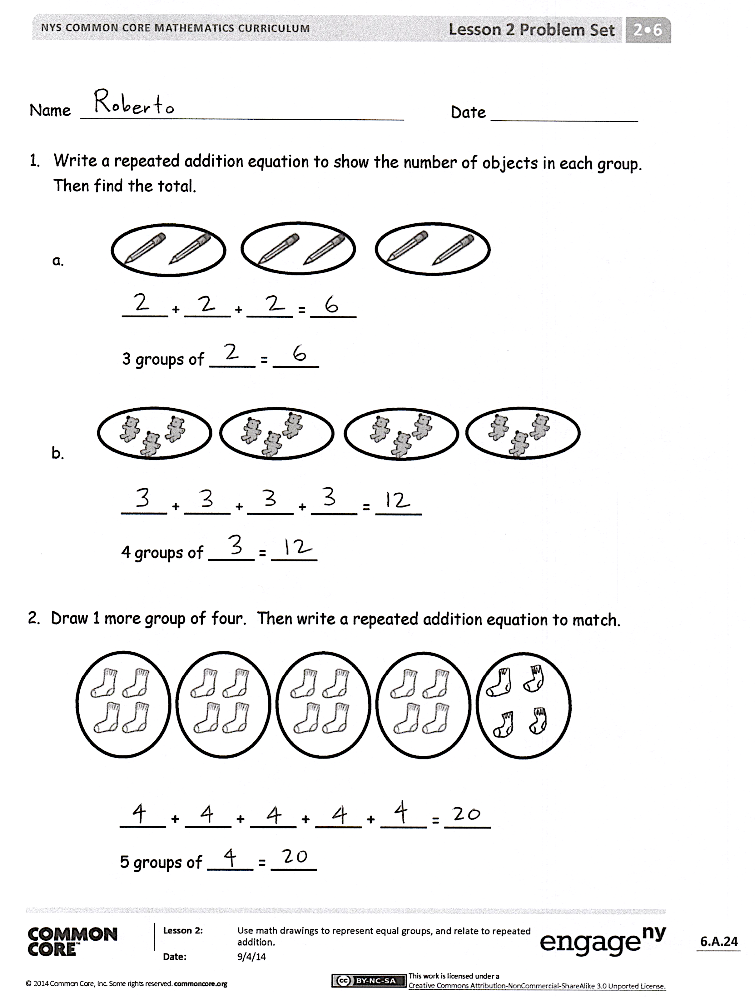 NYS COMMON CORE MATHEMATICS CURRICULUM Lesson 2 Problem Set 2•6
Name Roberto Date
1. Write a repeated addition equation to show the number of objects in each group.
Then find the total.
a.
2 + 2 + 2 = 6
3 groups of 2 = 6
b.
3 + 3 + 3 + 3 = 12
4 groups of 3 = 12
2. Draw 1 more group of four. Then write a repeated addition equation to match.
4 + 4 + 4 + 4 + 4 = 20
5 groups of 4 = 20
COMMON CORE™
Lesson 2: Use math drawings to represent equal groups, and relate to repeated
addition.
Date: 9/4/14
engage ny
6.A.24
© 2014 Common Core, Inc. Some rights reserved. commoncore.org
cc BY-NC-SA
This work is licensed under a
Creative Commons Attribution-NonCommercial-ShareAlike 3.0 Unported License.